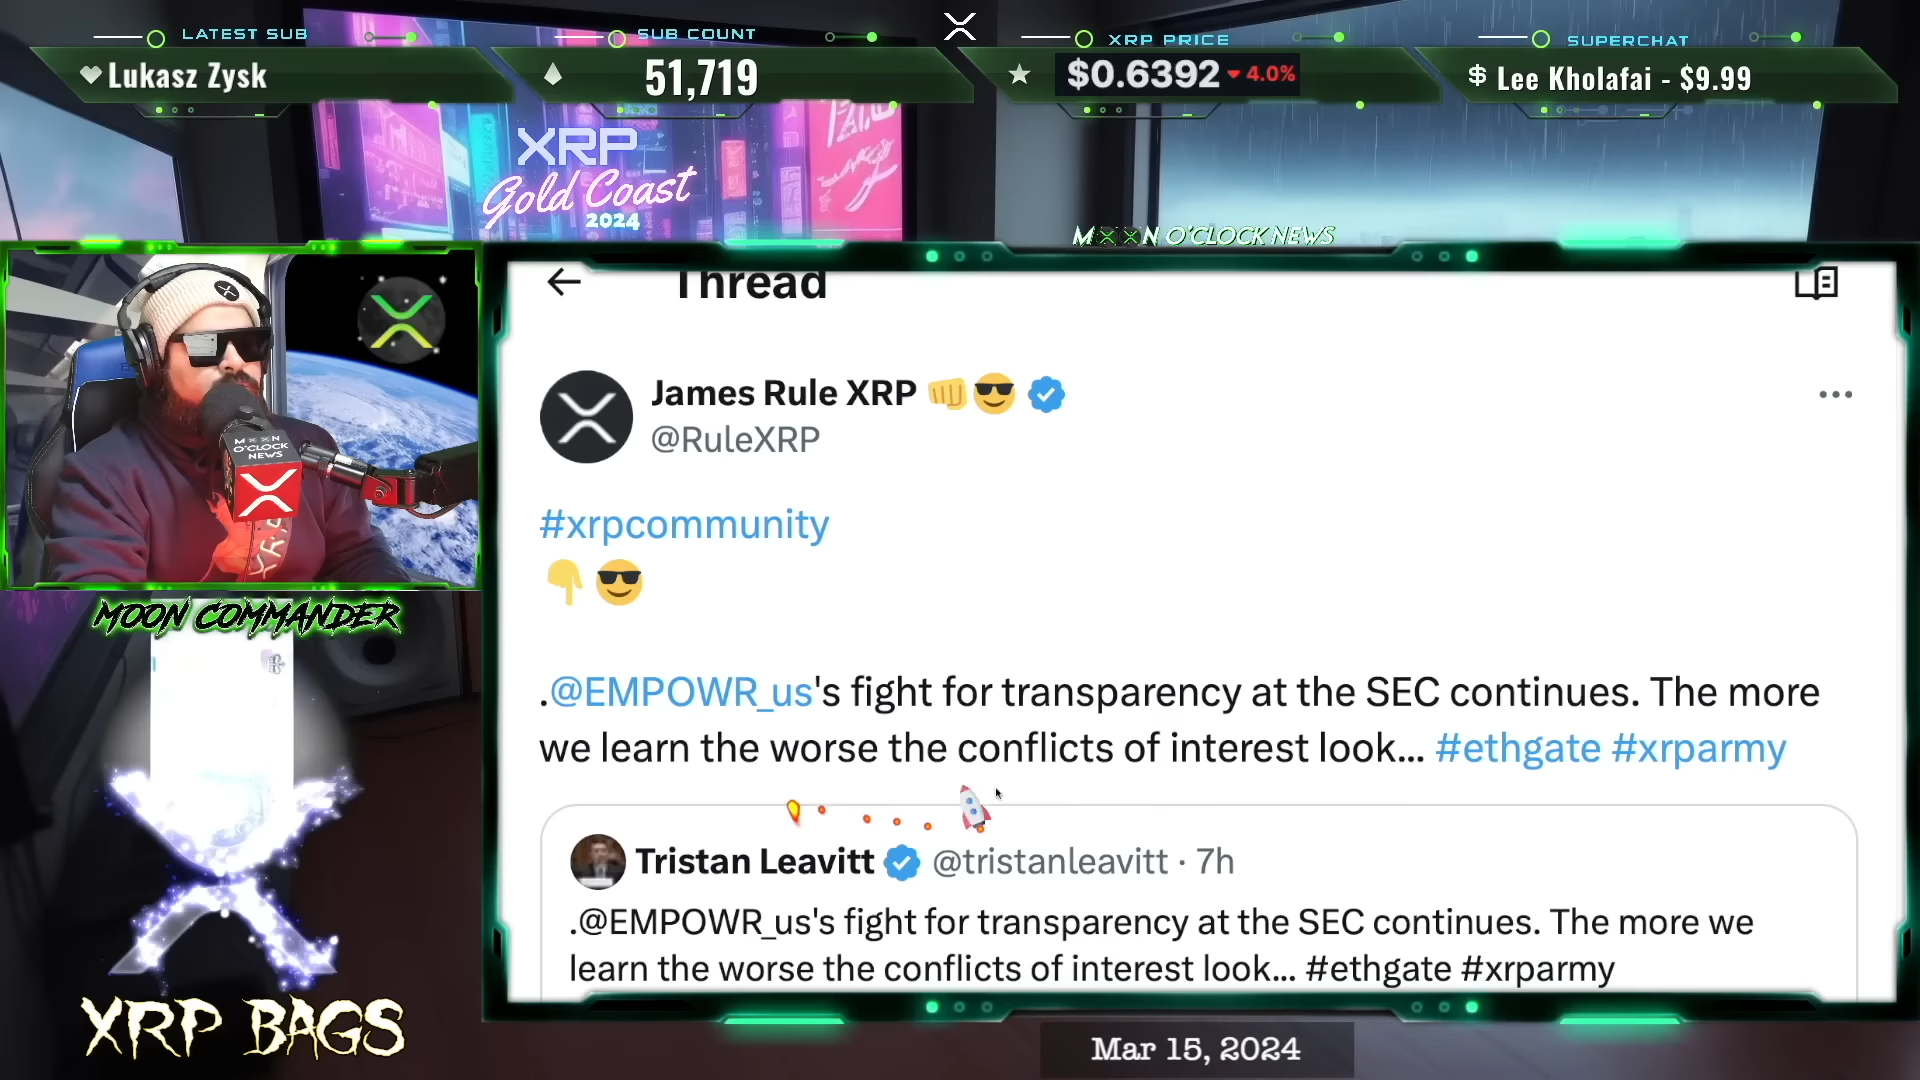 LATEST SUB
Lukasz Zysk
SUB COUNT
51,719
XRP PRICE
$0.6392 4.0%
SUPERCHAT
$ Lee Kholafai - $9.99
XRP
Gold Coast
2024
MXXN O'CLOCK NEWS
Thread
James Rule XRP
@RuleXRP
#xrpcommunity
.@EMPOWR_us's fight for transparency at the SEC continues. The more
we learn the worse the conflicts of interest look... #ethgate #xrparmy
Tristan Leavitt @tristanleavitt · 7h
.@EMPOWR_us's fight for transparency at the SEC continues. The more we
learn the worse the conflicts of interest look... #ethgate #xrparmy
MXXN
O'CLOCK
NEWS
MOON COMMANDER
XRP BAGS
Mar 15, 2024